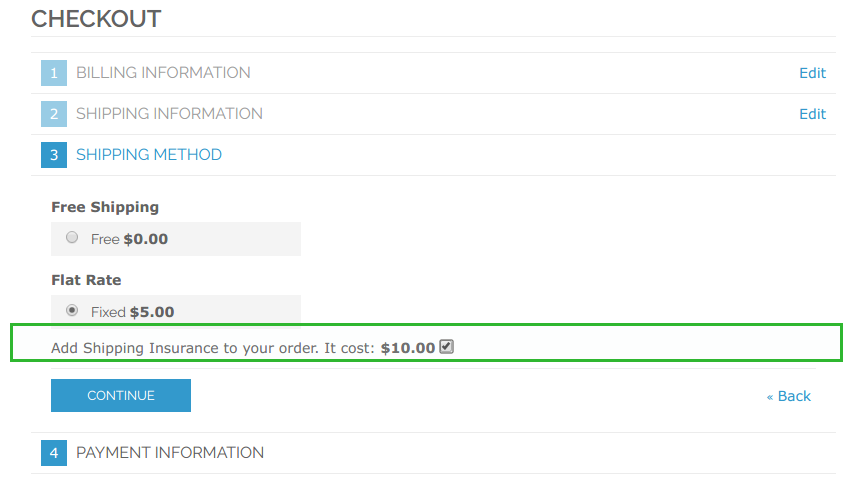 CHECKOUT
1 BILLING INFORMATION Edit
2 SHIPPING INFORMATION Edit
3 SHIPPING METHOD
Free Shipping
Free $0.00
Flat Rate
Fixed $5.00
Add Shipping Insurance to your order. It cost: $10.00
CONTINUE « Back
4 PAYMENT INFORMATION